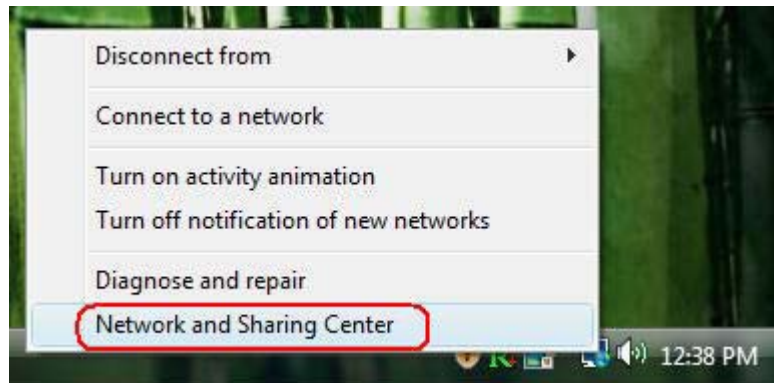 Disconnect from
Connect to a network
Turn on activity animation
Turn off notification of new networks
Diagnose and repair
Network and Sharing Center
12:38 PM